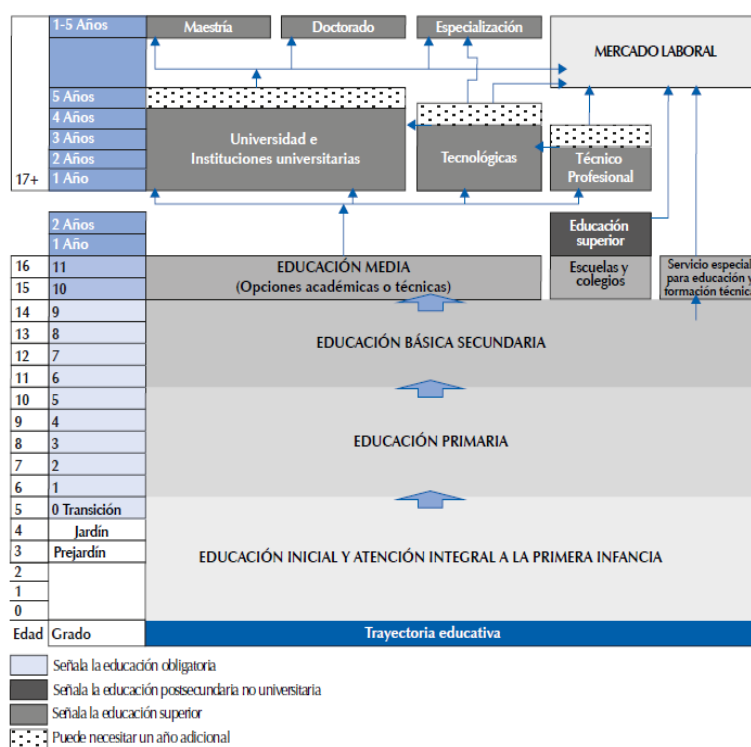 1-5 Años
Maestría
Doctorado
Especialización
MERCADO LABORAL
5 Años
4 Años
3 Años
2 Años
17+
1 Año
Universidad e
Instituciones universitarias
Tecnológicas
Técnico
Profesional
2 Años
1 Año
Educación
superior
16
11
15
10
EDUCACIÓN MEDIA
(Opciones académicas o técnicas)
Escuelas y
colegios
Servicio especial
para educación y
formación técnica
14
9
13
8
12
7
11
6
EDUCACIÓN BÁSICA SECUNDARIA
10
5
9
4
8
3
7
2
6
1
EDUCACIÓN PRIMARIA
5
0 Transición
4
Jardín
3
Prejardín
2
1
0
EDUCACIÓN INICIAL Y ATENCIÓN INTEGRAL A LA PRIMERA INFANCIA
Edad
Grado
Trayectoria educativa
Señala la educación obligatoria
Señala la educación postsecundaria no universitaria
Señala la educación superior
Puede necesitar un año adicional